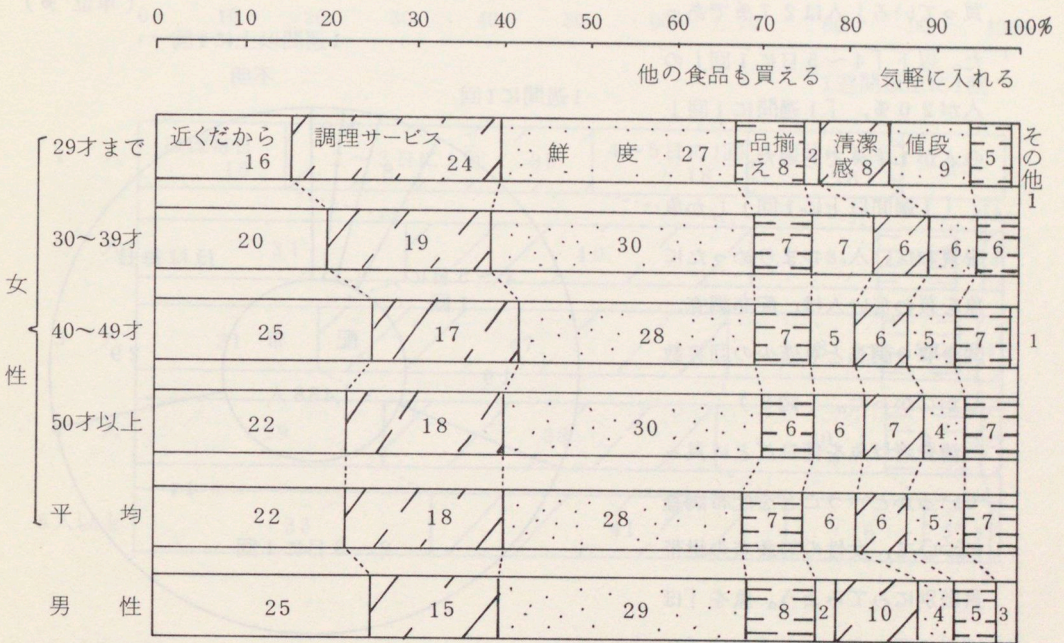 0 10 20 30 40 50 60 70 80 90 100%
他の食品も買える 気軽に入れる
女性
29才まで 近くだから 16 調理サービス 24 鮮度 27 品揃え 8 2 清潔感 8 値段 9 5 その他 1
30~39才 20 19 30 7 7 6 6 6
40~49才 25 17 28 7 5 6 5 7 1
50才以上 22 18 30 6 6 7 4 7
平均 22 18 28 7 6 6 5 7
男性 25 15 29 8 2 10 4 5 3